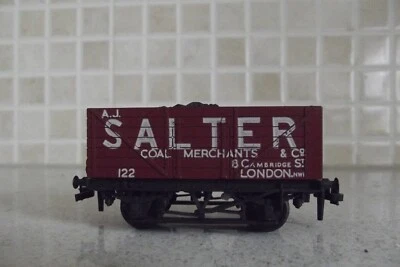 A.J.
SALTER
COAL MERCHANTS & Co
8 CAMBRIDGE ST.
122 LONDON.NW1